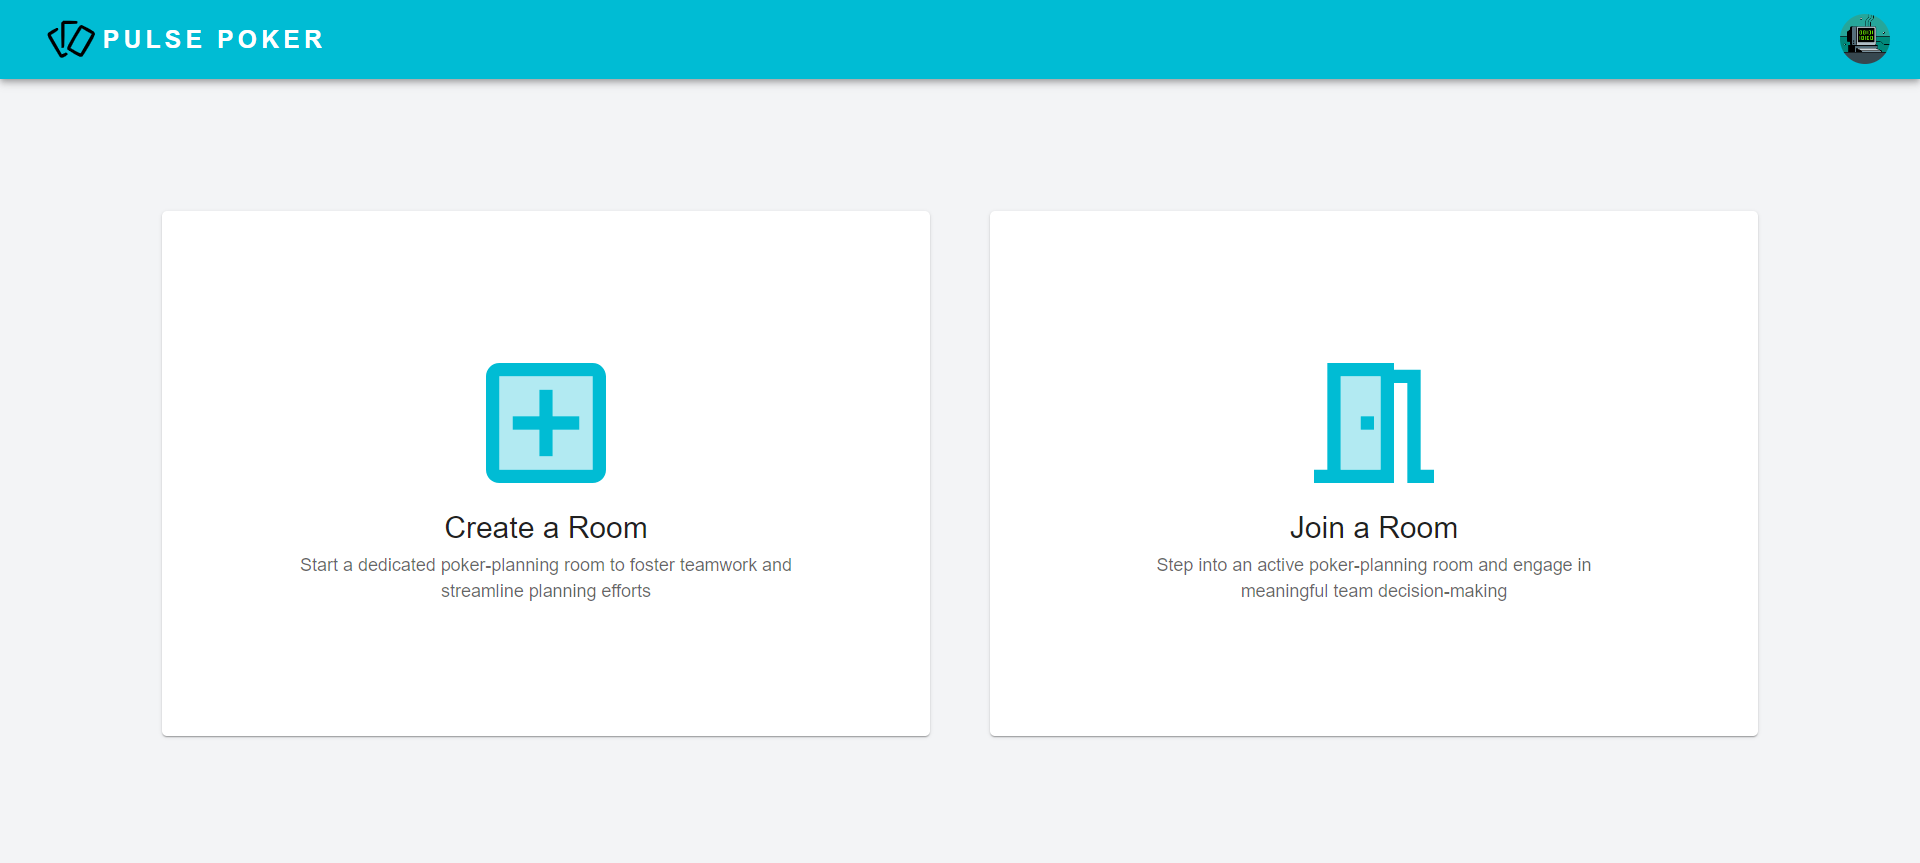 PULSE POKER
Create a Room
Start a dedicated poker-planning room to foster teamwork and
streamline planning efforts
Join a Room
Step into an active poker-planning room and engage in
meaningful team decision-making